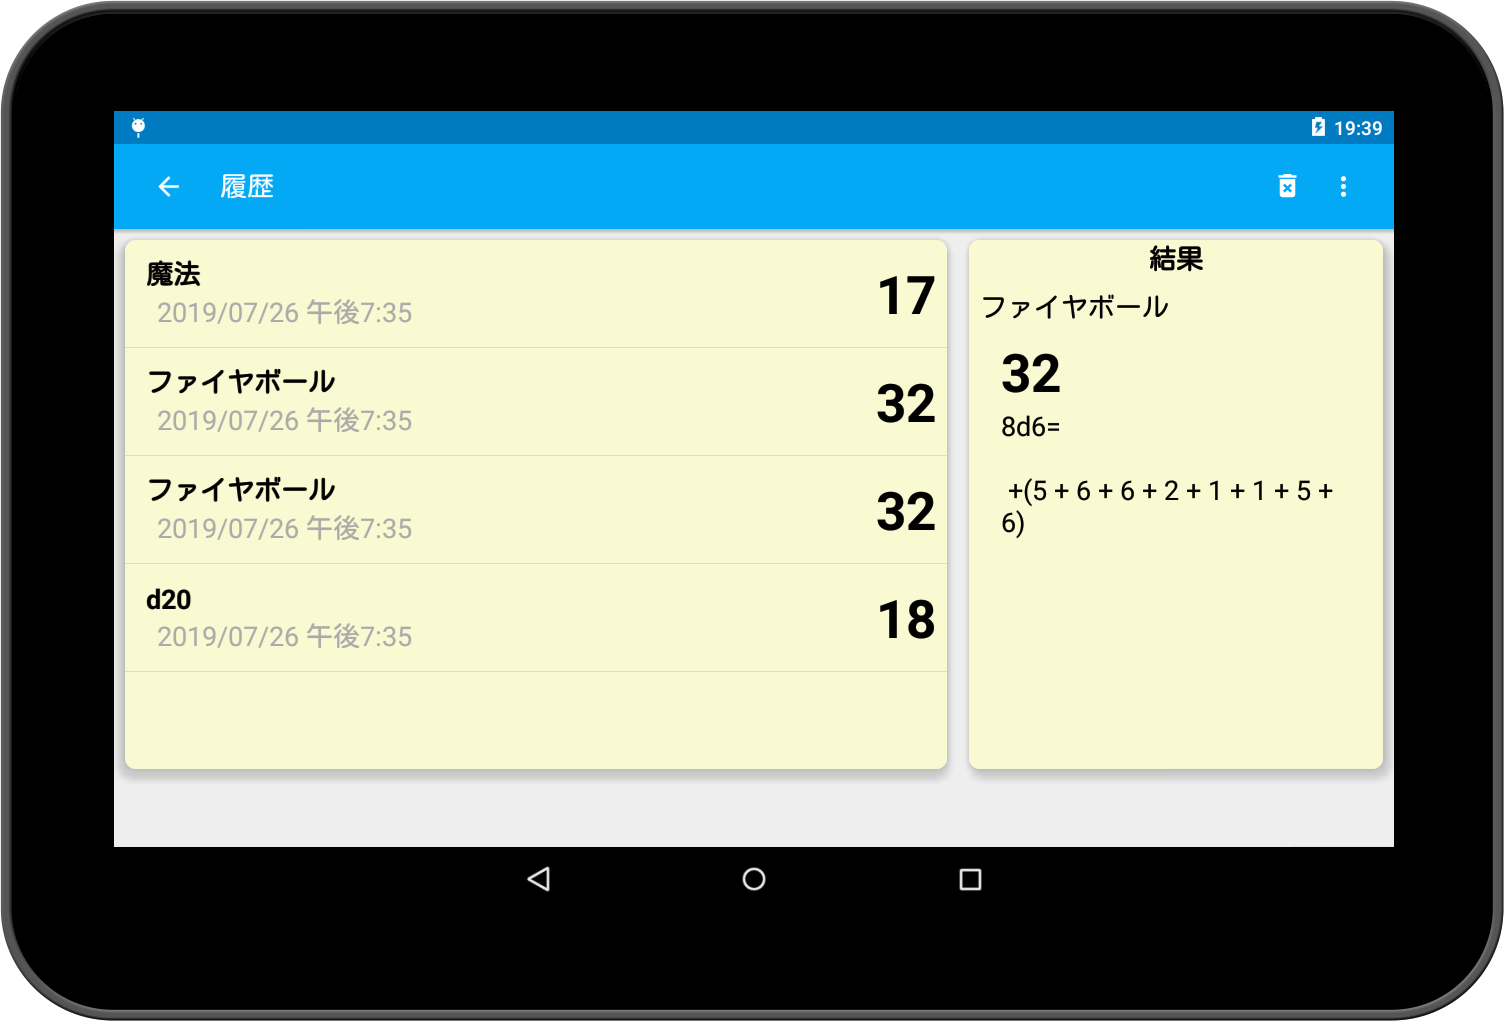 19:39
履歴
魔法
2019/07/26 午後7:35
17
ファイヤボール
2019/07/26 午後7:35
32
ファイヤボール
2019/07/26 午後7:35
32
d20
2019/07/26 午後7:35
18
結果
ファイヤボール
32
8d6=
+(5 + 6 + 6 + 2 + 1 + 1 + 5 +
6)